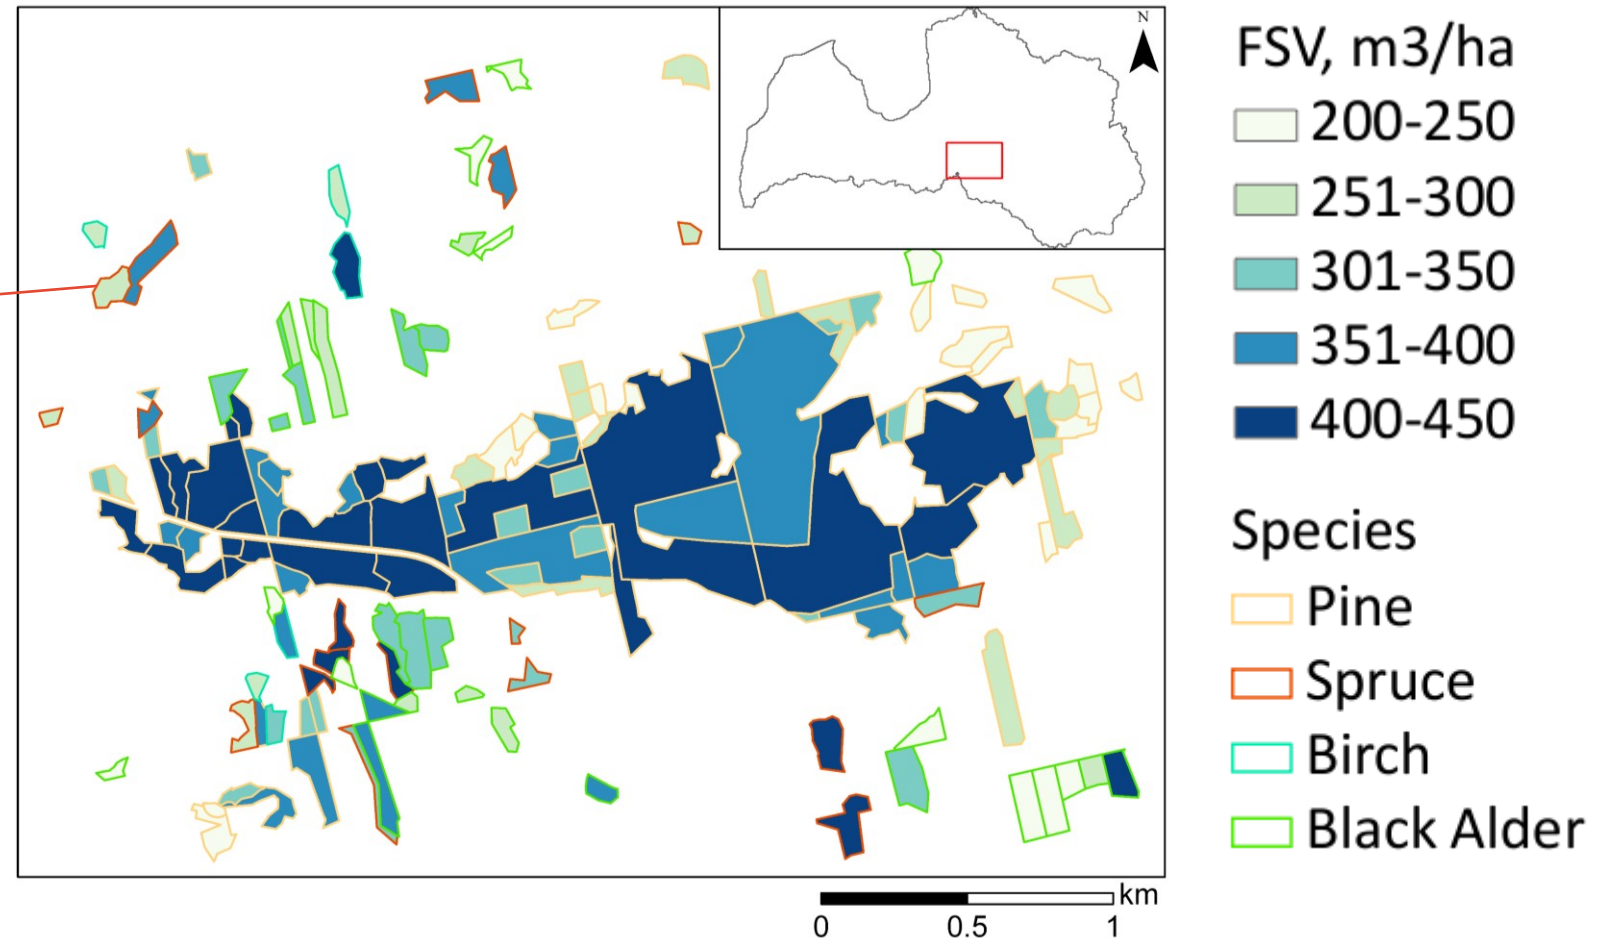 N
FSV, m3/ha
200-250
251-300
301-350
351-400
400-450
Species
Pine
Spruce
Birch
Black Alder
km
0 0.5 1